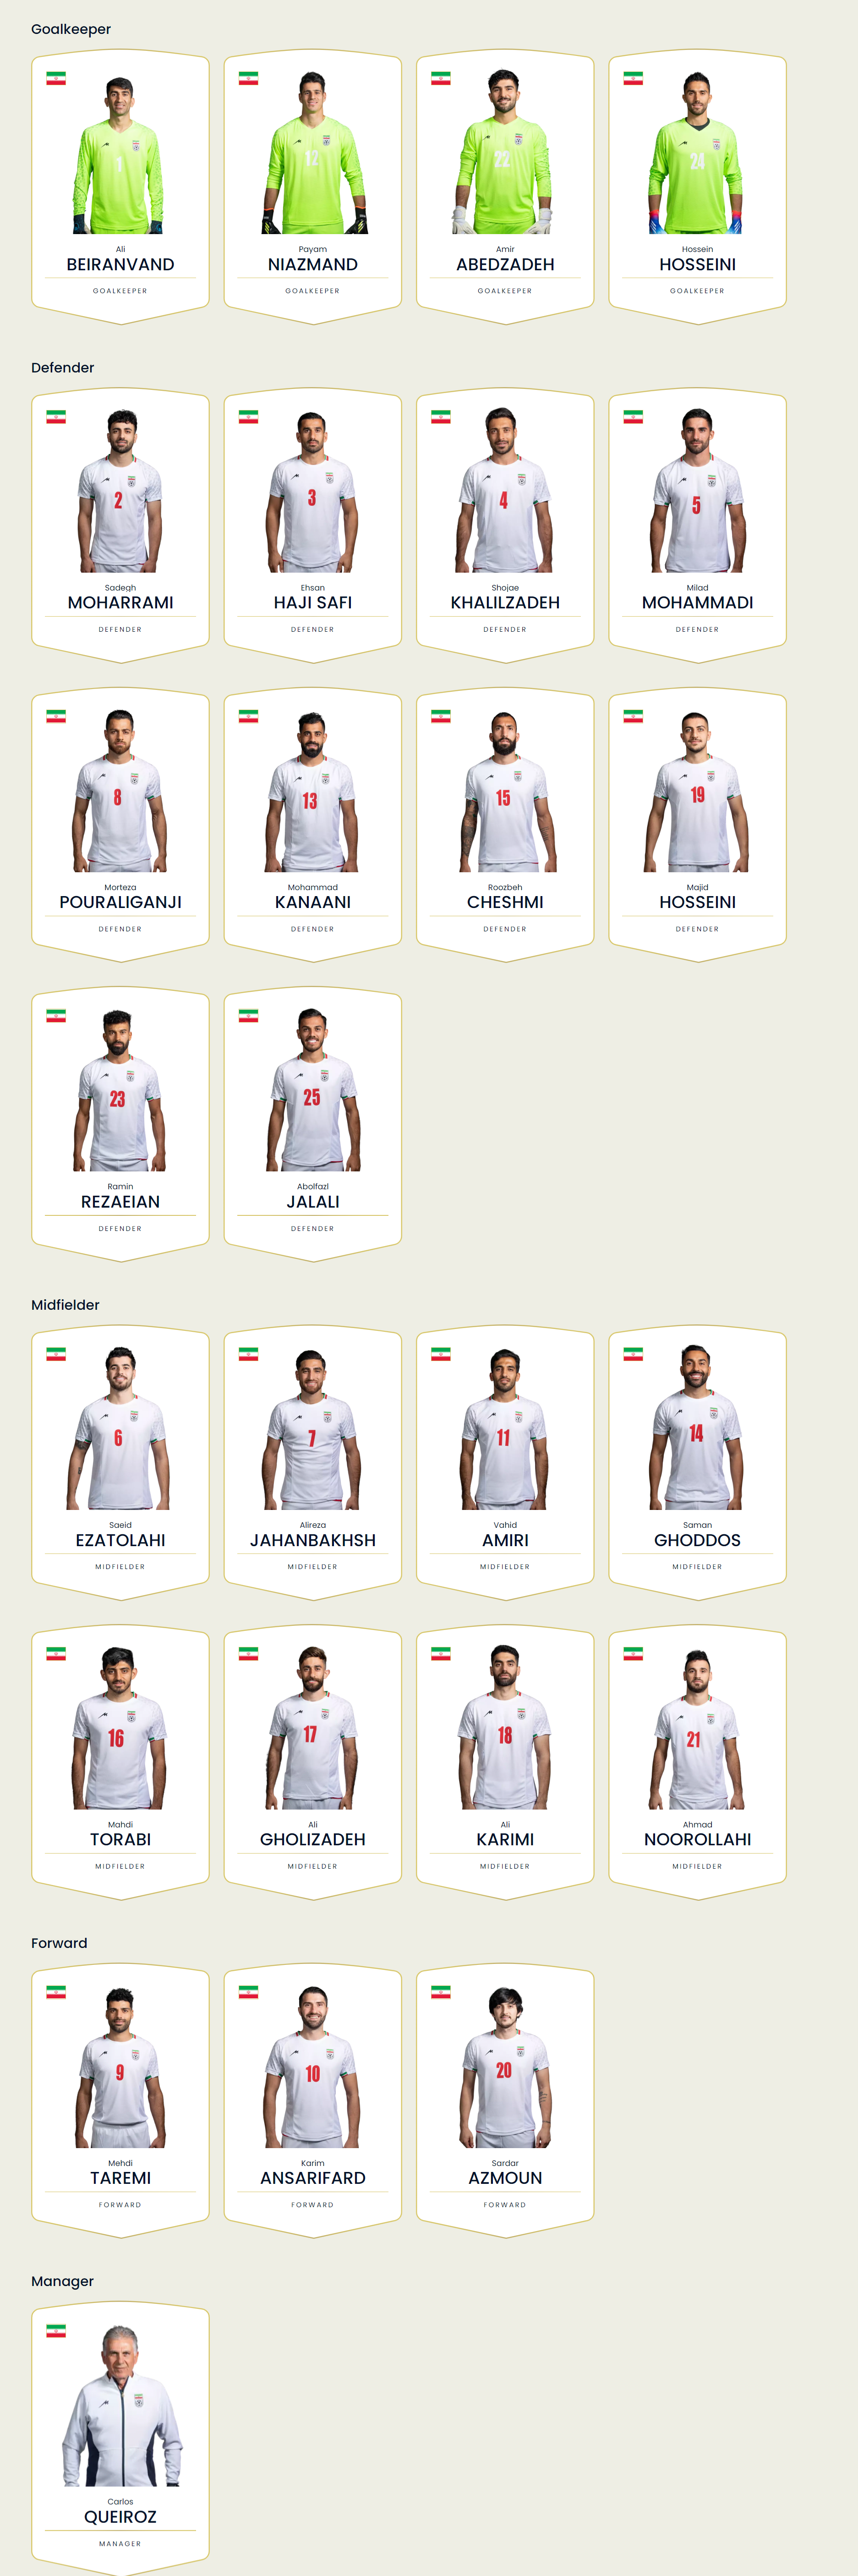 Goalkeeper
1
12
22
24
Ali
BEIRANVAND
GOALKEEPER
Payam
NIAZMAND
GOALKEEPER
Amir
ABEDZADEH
GOALKEEPER
Hossein
HOSSEINI
GOALKEEPER
Defender
2
3
4
5
Sadegh
MOHARRAMI
DEFENDER
Ehsan
HAJI SAFI
DEFENDER
Shojae
KHALILZADEH
DEFENDER
Milad
MOHAMMADI
DEFENDER
8
13
15
19
Morteza
POURALIGANJI
DEFENDER
Mohammad
KANAANI
DEFENDER
Roozbeh
CHESHMI
DEFENDER
Majid
HOSSEINI
DEFENDER
23
25
Ramin
REZAEIAN
DEFENDER
Abolfazl
JALALI
DEFENDER
Midfielder
6
7
11
14
Saeid
EZATOLAHI
MIDFIELDER
Alireza
JAHANBAKHSH
MIDFIELDER
Vahid
AMIRI
MIDFIELDER
Saman
GHODDOS
MIDFIELDER
16
17
18
21
Mahdi
TORABI
MIDFIELDER
Ali
GHOLIZADEH
MIDFIELDER
Ali
KARIMI
MIDFIELDER
Ahmad
NOOROLLAHI
MIDFIELDER
Forward
9
10
20
Mehdi
TAREMI
FORWARD
Karim
ANSARIFARD
FORWARD
Sardar
AZMOUN
FORWARD
Manager
Carlos
QUEIROZ
MANAGER